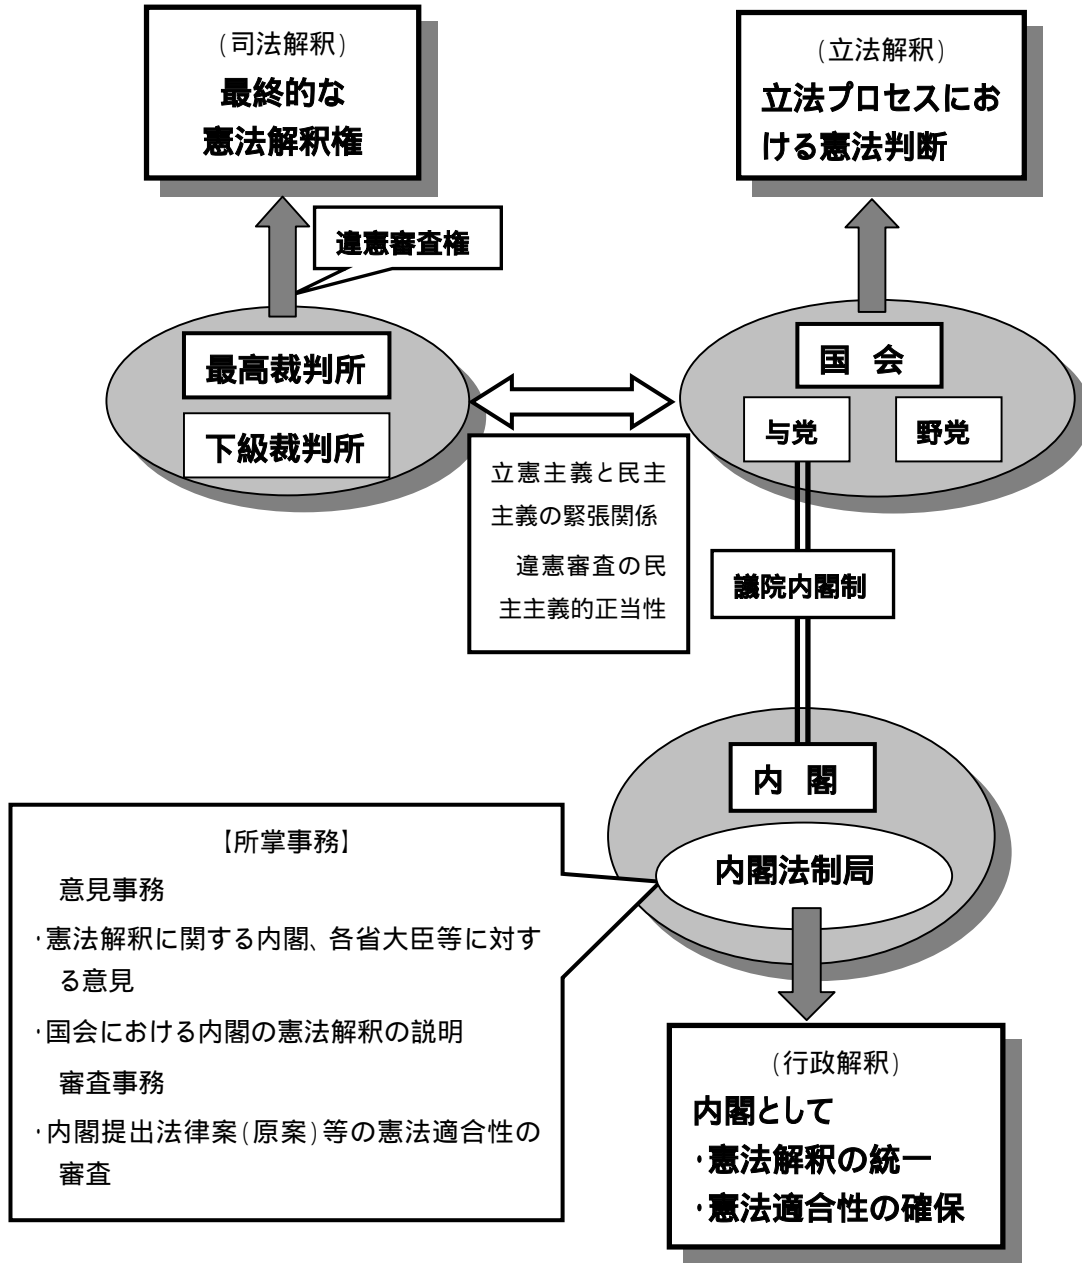 （司法解釈）
最終的な
憲法解釈権
（立法解釈）
立法プロセスにお
ける憲法判断
違憲審査権
最高裁判所
下級裁判所
国　会
与党
野党
立憲主義と民主
主義の緊張関係
違憲審査の民
主主義的正当性
議院内閣制
内　閣
内閣法制局
【所掌事務】
意見事務
・憲法解釈に関する内閣、各省大臣等に対す
る意見
・国会における内閣の憲法解釈の説明
審査事務
・内閣提出法律案（原案）等の憲法適合性の
審査
（行政解釈）
内閣として
・憲法解釈の統一
・憲法適合性の確保